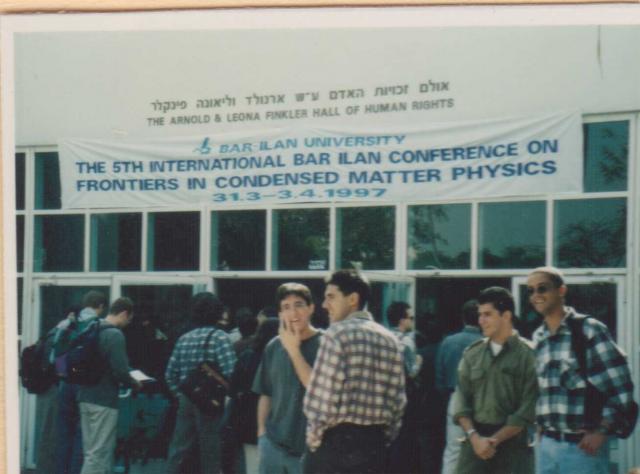 אולם זכויות האדם ע״ש ארנולד וליאונה פינקלר
THE ARNOLD & LEONA FINKLER HALL OF HUMAN RIGHTS
BAR-ILAN UNIVERSITY
THE 5TH INTERNATIONAL BAR ILAN CONFERENCE ON
FRONTIERS IN CONDENSED MATTER PHYSICS
31.3-3.4.1997